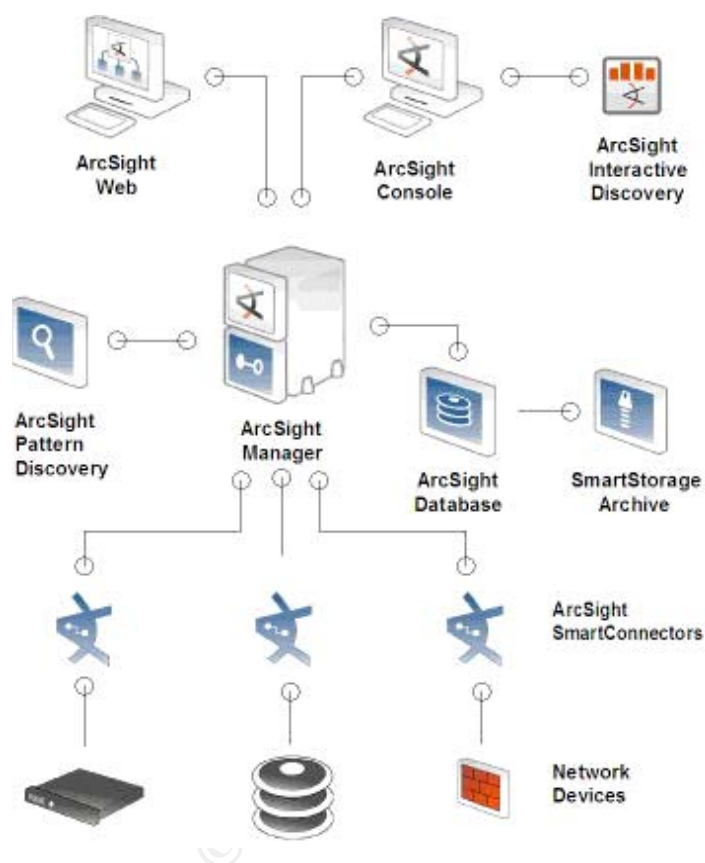 ArcSight
Web
ArcSight
Console
ArcSight
Interactive
Discovery
ArcSight
Pattern
Discovery
ArcSight
Manager
ArcSight
Database
SmartStorage
Archive
ArcSight
SmartConnectors
Network
Devices